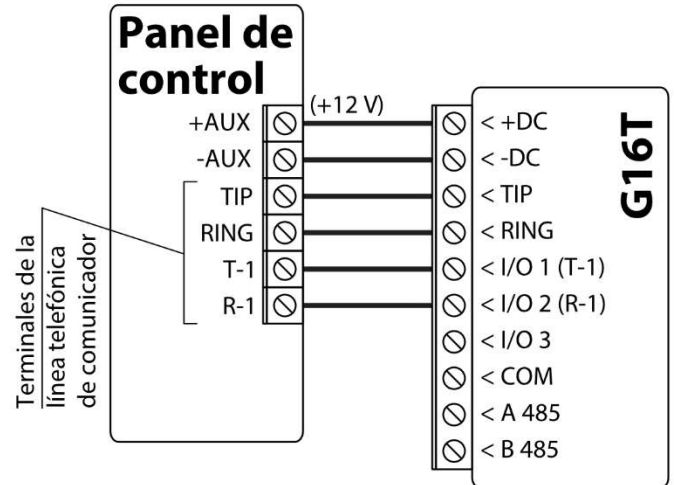 Panel de
control
+AUX
-AUX
TIP
RING
T-1
R-1
Terminales de la
línea telefónica
de comunicador
(+12 V)
G16T
< +DC
< -DC
< TIP
< RING
< I/O 1 (T-1)
< I/O 2 (R-1)
< I/O 3
< COM
< A 485
< B 485